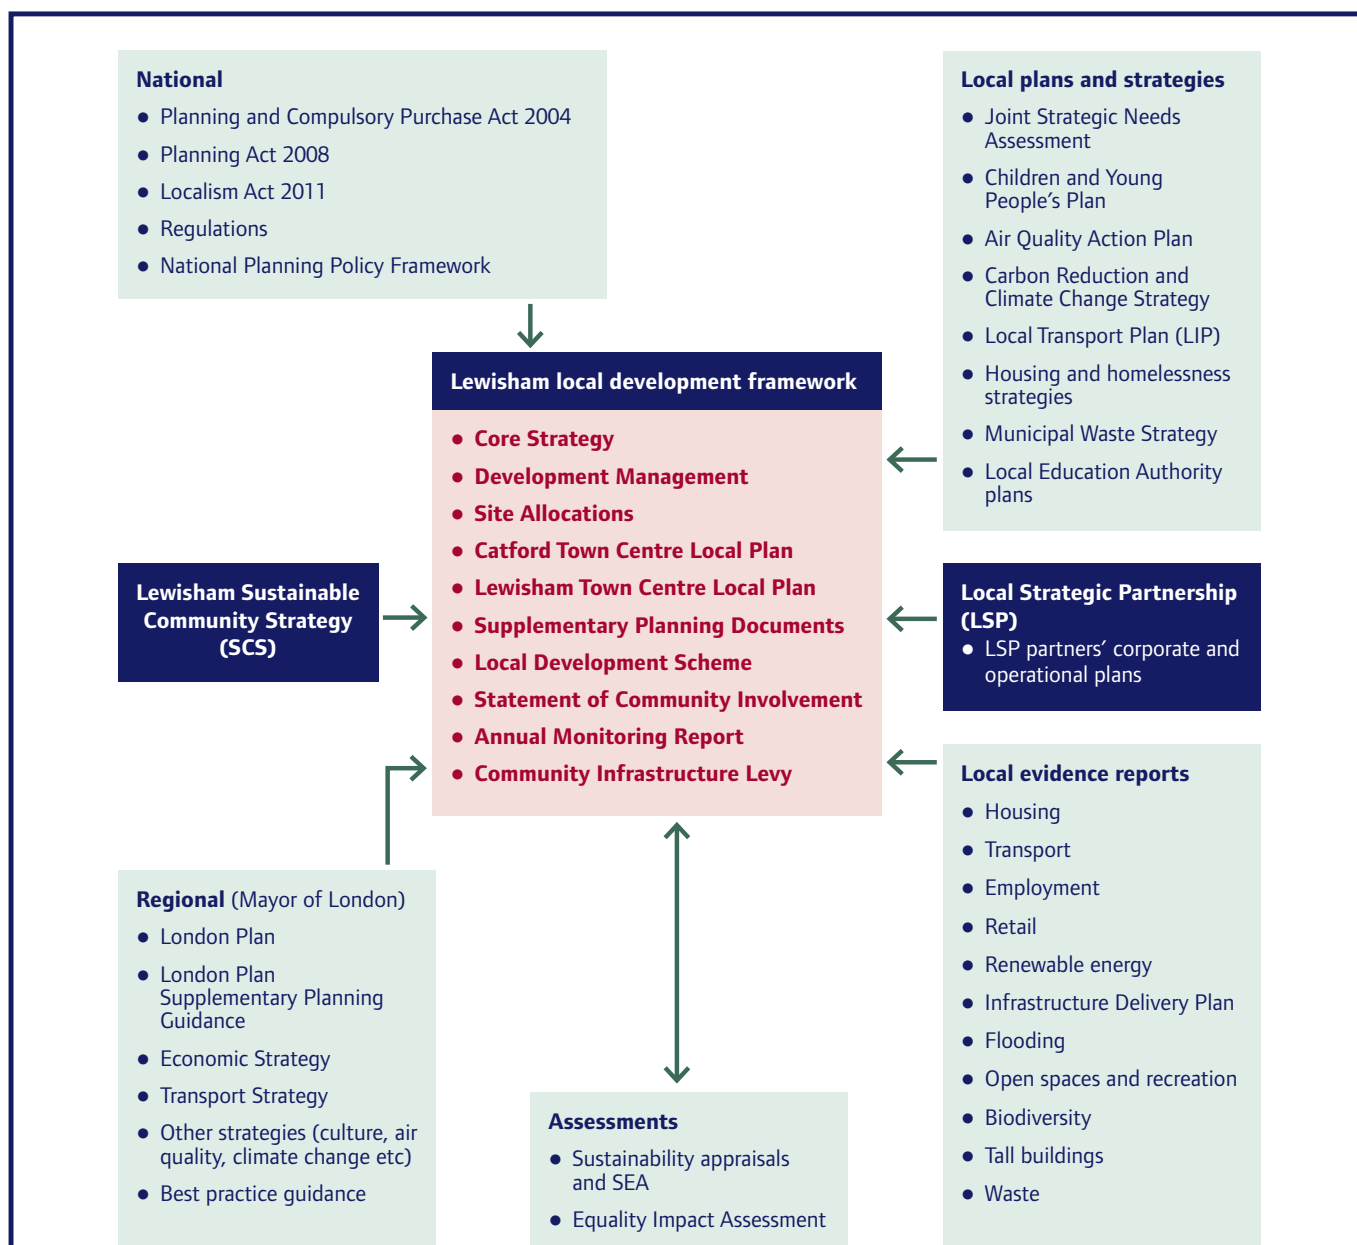 National
● Planning and Compulsory Purchase Act 2004
● Planning Act 2008
● Localism Act 2011
● Regulations
● National Planning Policy Framework
Local plans and strategies
● Joint Strategic Needs
Assessment
● Children and Young
People’s Plan
● Air Quality Action Plan
● Carbon Reduction and
Climate Change Strategy
● Local Transport Plan (LIP)
● Housing and homelessness
strategies
● Municipal Waste Strategy
● Local Education Authority
plans
Lewisham local development framework
● Core Strategy
● Development Management
● Site Allocations
● Catford Town Centre Local Plan
● Lewisham Town Centre Local Plan
● Supplementary Planning Documents
● Local Development Scheme
● Statement of Community Involvement
● Annual Monitoring Report
● Community Infrastructure Levy
Lewisham Sustainable
Community Strategy
(SCS)
Local Strategic Partnership
(LSP)
● LSP partners’ corporate and
operational plans
Regional (Mayor of London)
● London Plan
● London Plan
Supplementary Planning
Guidance
● Economic Strategy
● Transport Strategy
● Other strategies (culture, air
quality, climate change etc)
● Best practice guidance
Assessments
● Sustainability appraisals
and SEA
● Equality Impact Assessment
Local evidence reports
● Housing
● Transport
● Employment
● Retail
● Renewable energy
● Infrastructure Delivery Plan
● Flooding
● Open spaces and recreation
● Biodiversity
● Tall buildings
● Waste